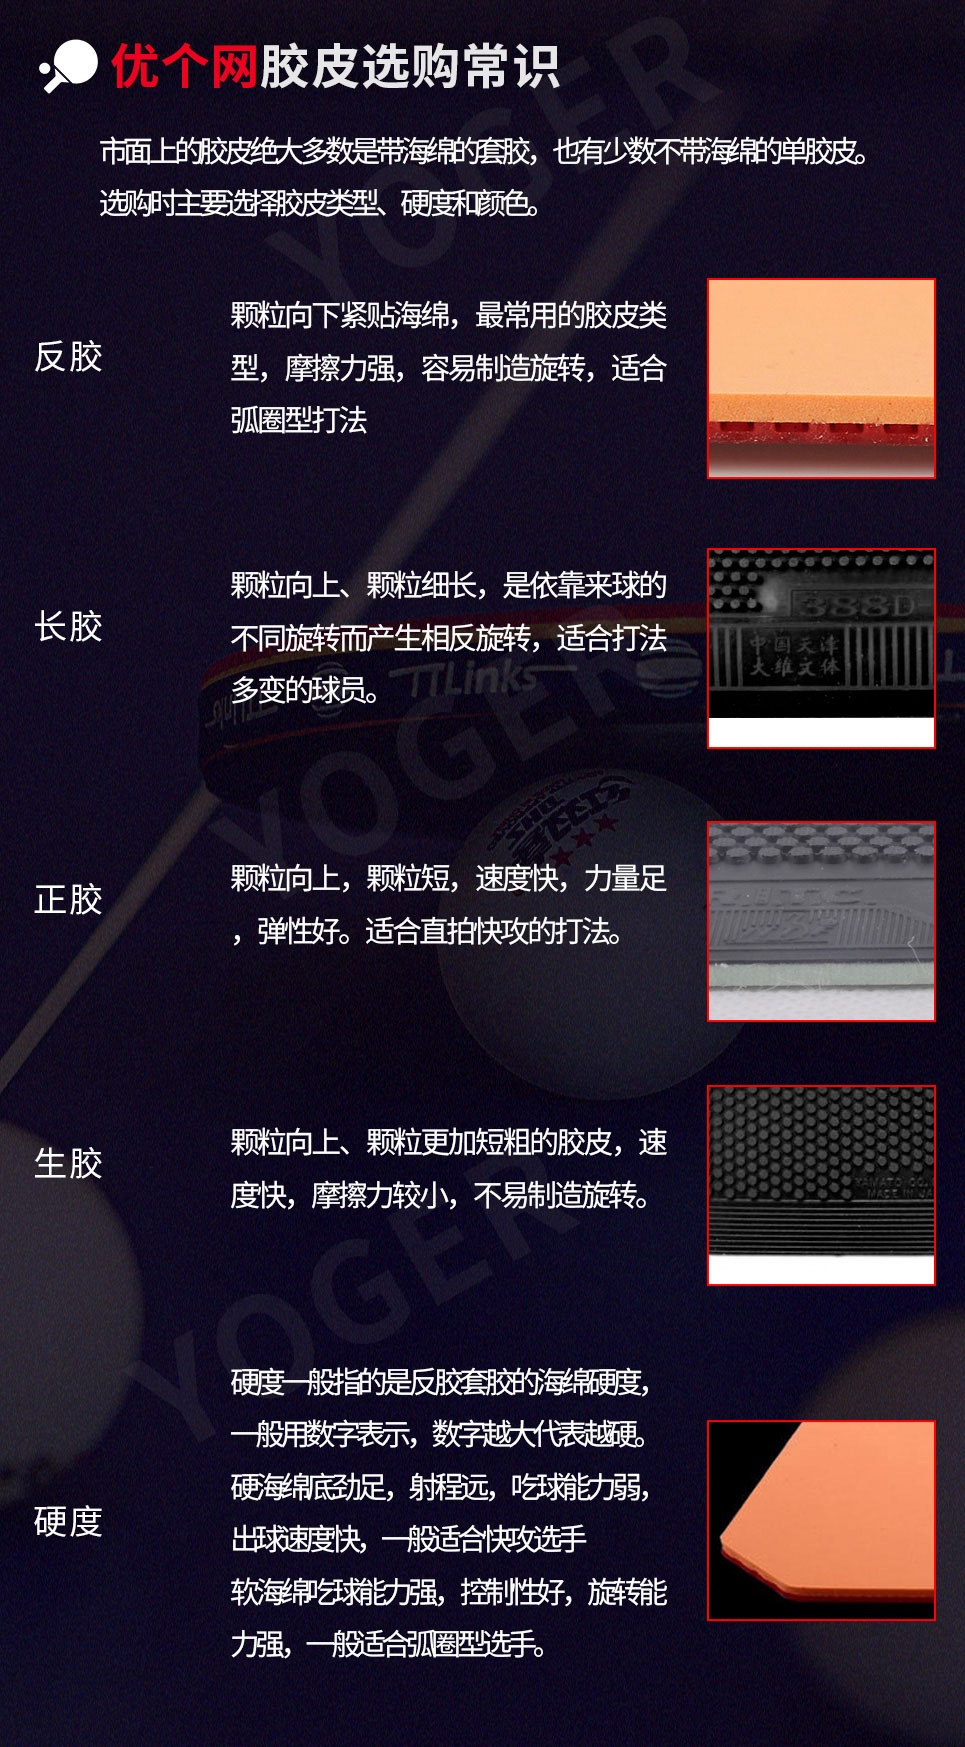 优个网胶皮选购常识
市面上的胶皮绝大多数是带海绵的套胶，也有少数不带海绵的单胶皮。
选购时主要选择胶皮类型、硬度和颜色。
反胶
颗粒向下紧贴海绵，最常用的胶皮类
型，摩擦力强，容易制造旋转，适合
弧圈型打法
长胶
颗粒向上、颗粒细长，是依靠来球的
不同旋转而产生相反旋转，适合打法
多变的球员。
388D
中国天津
大维文体
TTLinks
正胶
颗粒向上，颗粒短，速度快，力量足
，弹性好。适合直拍快攻的打法。
生胶
颗粒向上、颗粒更加短粗的胶皮，速
度快，摩擦力较小，不易制造旋转。
硬度
硬度一般指的是反胶套胶的海绵硬度，
一般用数字表示，数字越大代表越硬。
硬海绵底劲足，射程远，吃球能力弱，
出球速度快，一般适合快攻选手
软海绵吃球能力强，控制性好，旋转能
力强，一般适合弧圈型选手。
YOGER
YOGER
YOGER